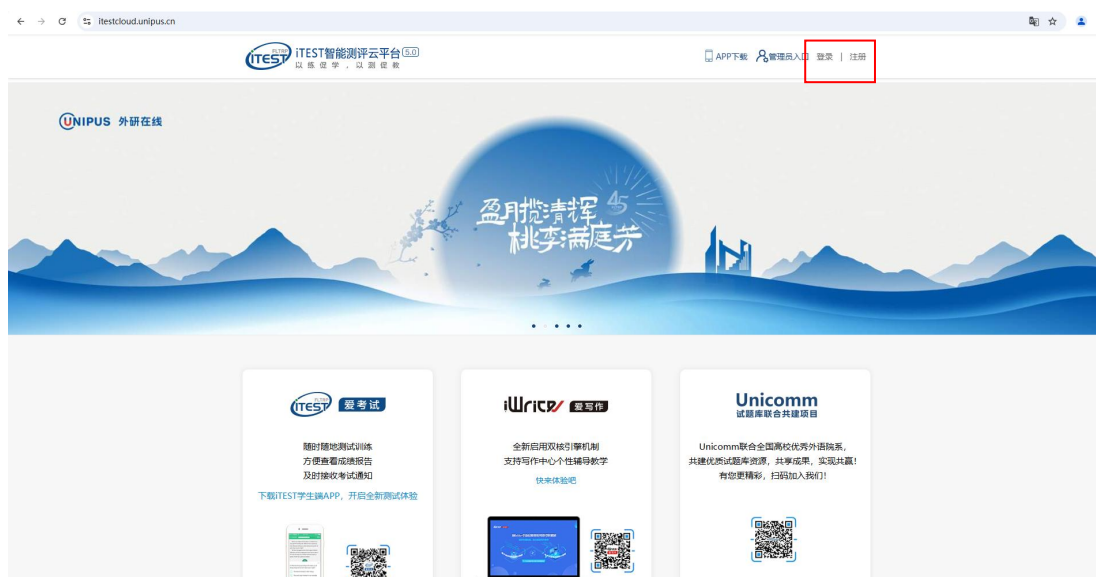 itestcloud.unipus.cn
FLTRP
iTEST
iTEST智能测评云平台 5.0
以练促学，以测促教
APP下载 管理员入口 登录 | 注册
UNIPUS 外研在线
盈月揽清辉 45
桃李满庭芳
FLTRP
iTEST 爱考试
随时随地测试训练
方便查看成绩报告
及时接收考试通知
下载iTEST学生端APP，开启全新测试体验
iWrite 爱写作
全新启用双核引擎机制
支持写作中心个性辅导教学
快来体验吧
Unicomm
试题库联合共建项目
Unicomm联合全国高校优秀外语院系，
共建优质试题库资源，共享成果，实现共赢！
有您更精彩，扫码加入我们！